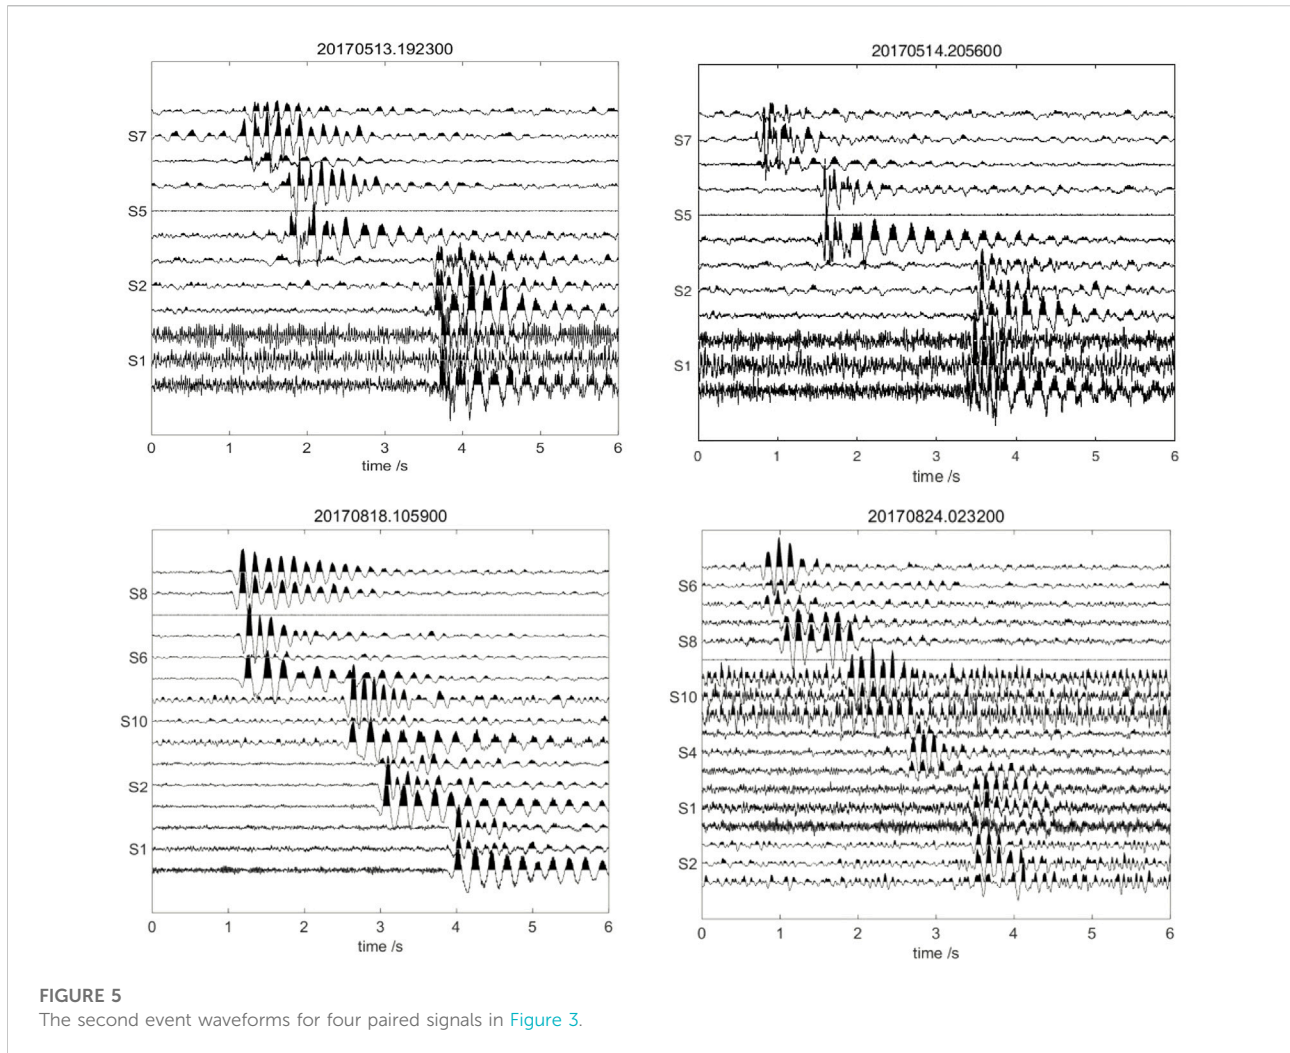 20170513.192300
S7
S5
S2
S1
0 1 2 3 4 5 6
time /s
20170514.205600
S7
S5
S2
S1
0 1 2 3 4 5 6
time /s
20170818.105900
S8
S6
S10
S2
S1
0 1 2 3 4 5 6
time /s
20170824.023200
S6
S8
S10
S4
S1
S2
0 1 2 3 4 5 6
time /s
FIGURE 5
The second event waveforms for four paired signals in Figure 3.